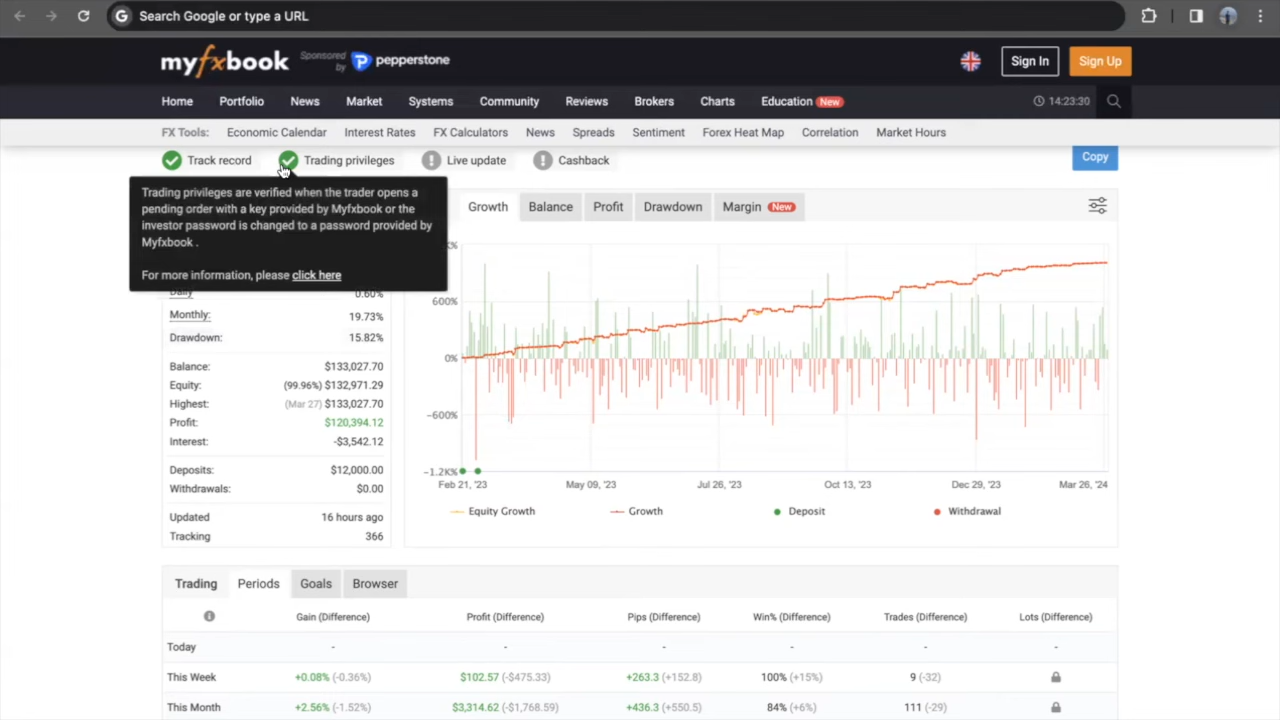 Search Google or type a URL
myfxbook Sponsored by pepperstone
Sign In Sign Up
Home Portfolio News Market Systems Community Reviews Brokers Charts Education New 14:23:30
FX Tools: Economic Calendar Interest Rates FX Calculators News Spreads Sentiment Forex Heat Map Correlation Market Hours
Track record Trading privileges Live update Cashback Copy
Trading privileges are verified when the trader opens a
pending order with a key provided by Myfxbook or the
investor password is changed to a password provided by
Myfxbook .
For more information, please click here
Daily 0.60%
Monthly: 19.73%
Drawdown: 15.82%
Balance: $133,027.70
Equity: (99.96%) $132,971.29
Highest: (Mar 27) $133,027.70
Profit: $120,394.12
Interest: -$3,542.12
Deposits: $12,000.00
Withdrawals: $0.00
Updated 16 hours ago
Tracking 366
Growth Balance Profit Drawdown Margin New
600%
0%
-600%
-1.2K%
Feb 21, '23 May 09, '23 Jul 26, '23 Oct 13, '23 Dec 29, '23 Mar 26, '24
Equity Growth Growth Deposit Withdrawal
Trading Periods Goals Browser
Gain (Difference) Profit (Difference) Pips (Difference) Win% (Difference) Trades (Difference) Lots (Difference)
Today - - - - - -
This Week +0.08% (-0.36%) $102.57 (-$475.33) +263.3 (+152.8) 100% (+15%) 9 (-32)
This Month +2.56% (-1.52%) $3,314.62 (-$1,768.59) +436.3 (+550.5) 84% (+6%) 111 (-29)